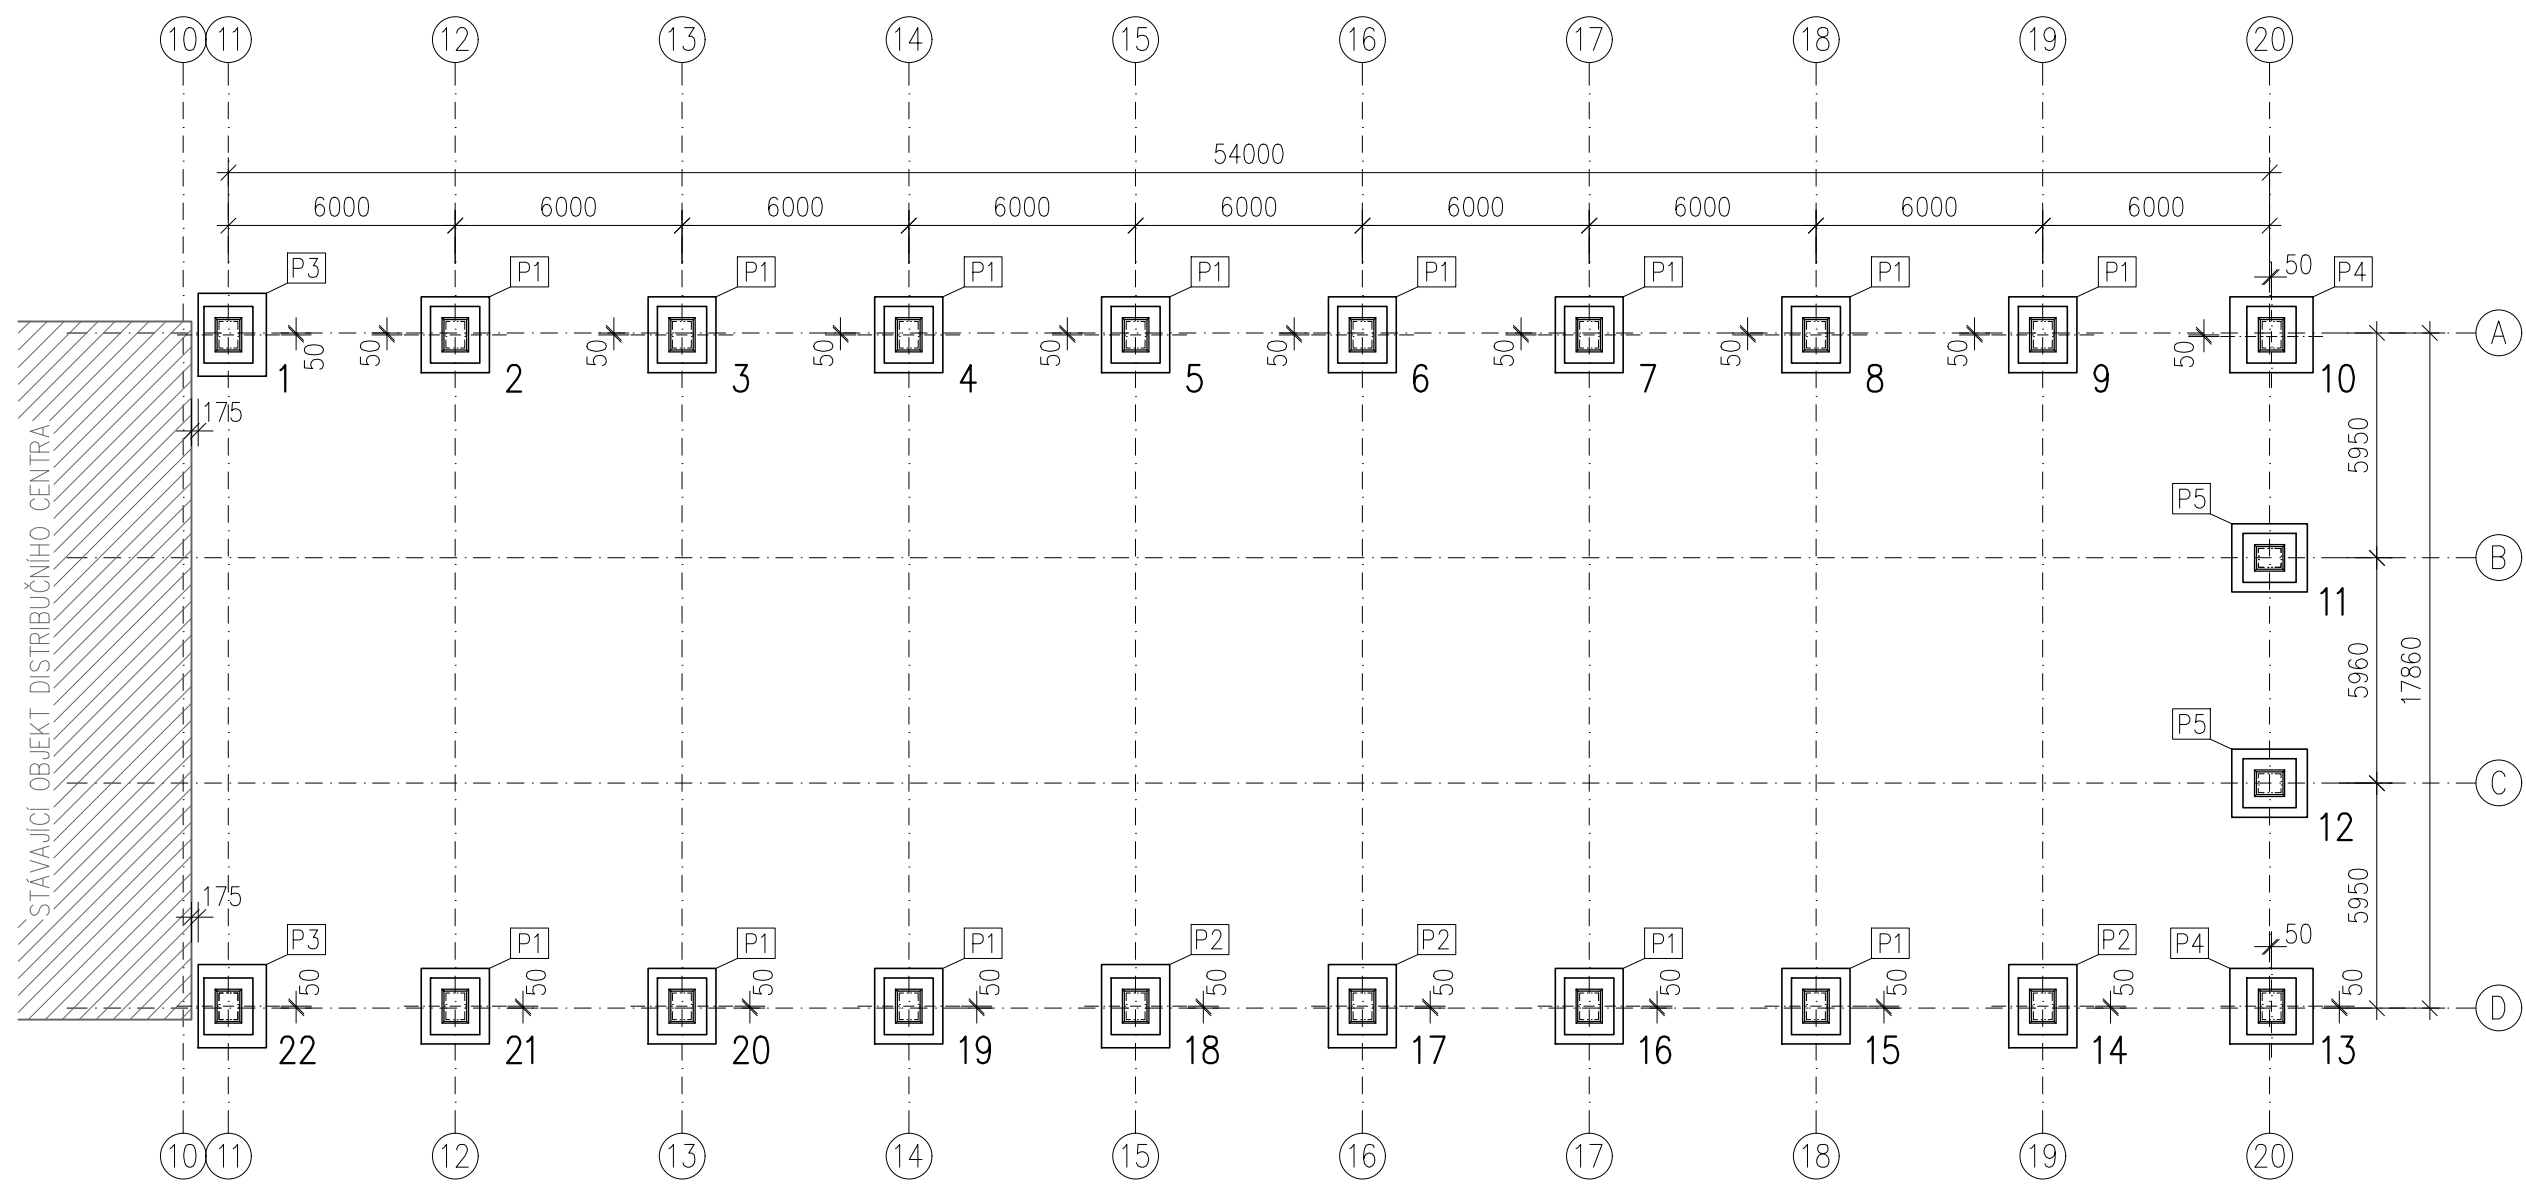 10 11 12 13 14 15 16 17 18 19 20
54000
6000 6000 6000 6000 6000 6000 6000 6000 6000
P3 P1 P1 P1 P1 P1 P1 P1 P1 50 P4
50 50 50 50 50 50 50 50 50 50 A
1 2 3 4 5 6 7 8 9 10
175
5950
P5
B
11
STÁVAJÍCÍ OBJEKT DISTRIBUČNÍHO CENTRA
5960 17860
P5
C
12
175
5950
P3 P1 P1 P1 P2 P2 P1 P1 P2 P4 50
50 50 50 50 50 50 50 50 50 50
D
22 21 20 19 18 17 16 15 14 13
10 11 12 13 14 15 16 17 18 19 20